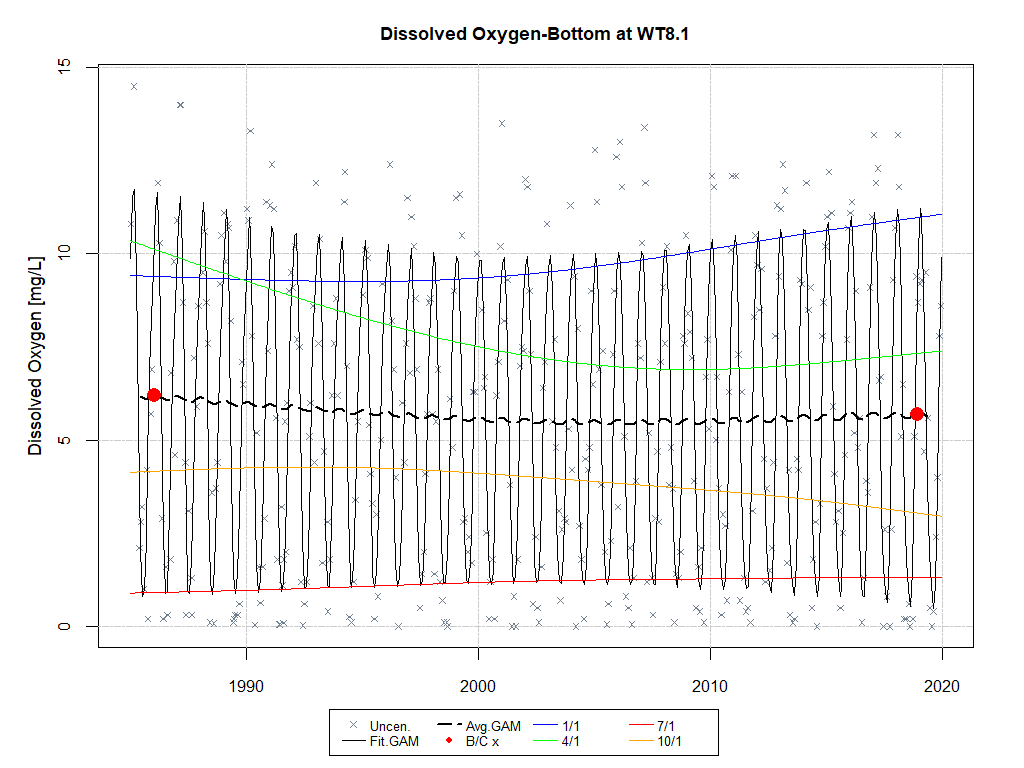 Dissolved Oxygen-Bottom at WT8.1
Dissolved Oxygen [mg/L]
15
10
5
0
1990 2000 2010 2020
Uncen. Avg.GAM 1/1 7/1
Fit.GAM B/C x 4/1 10/1